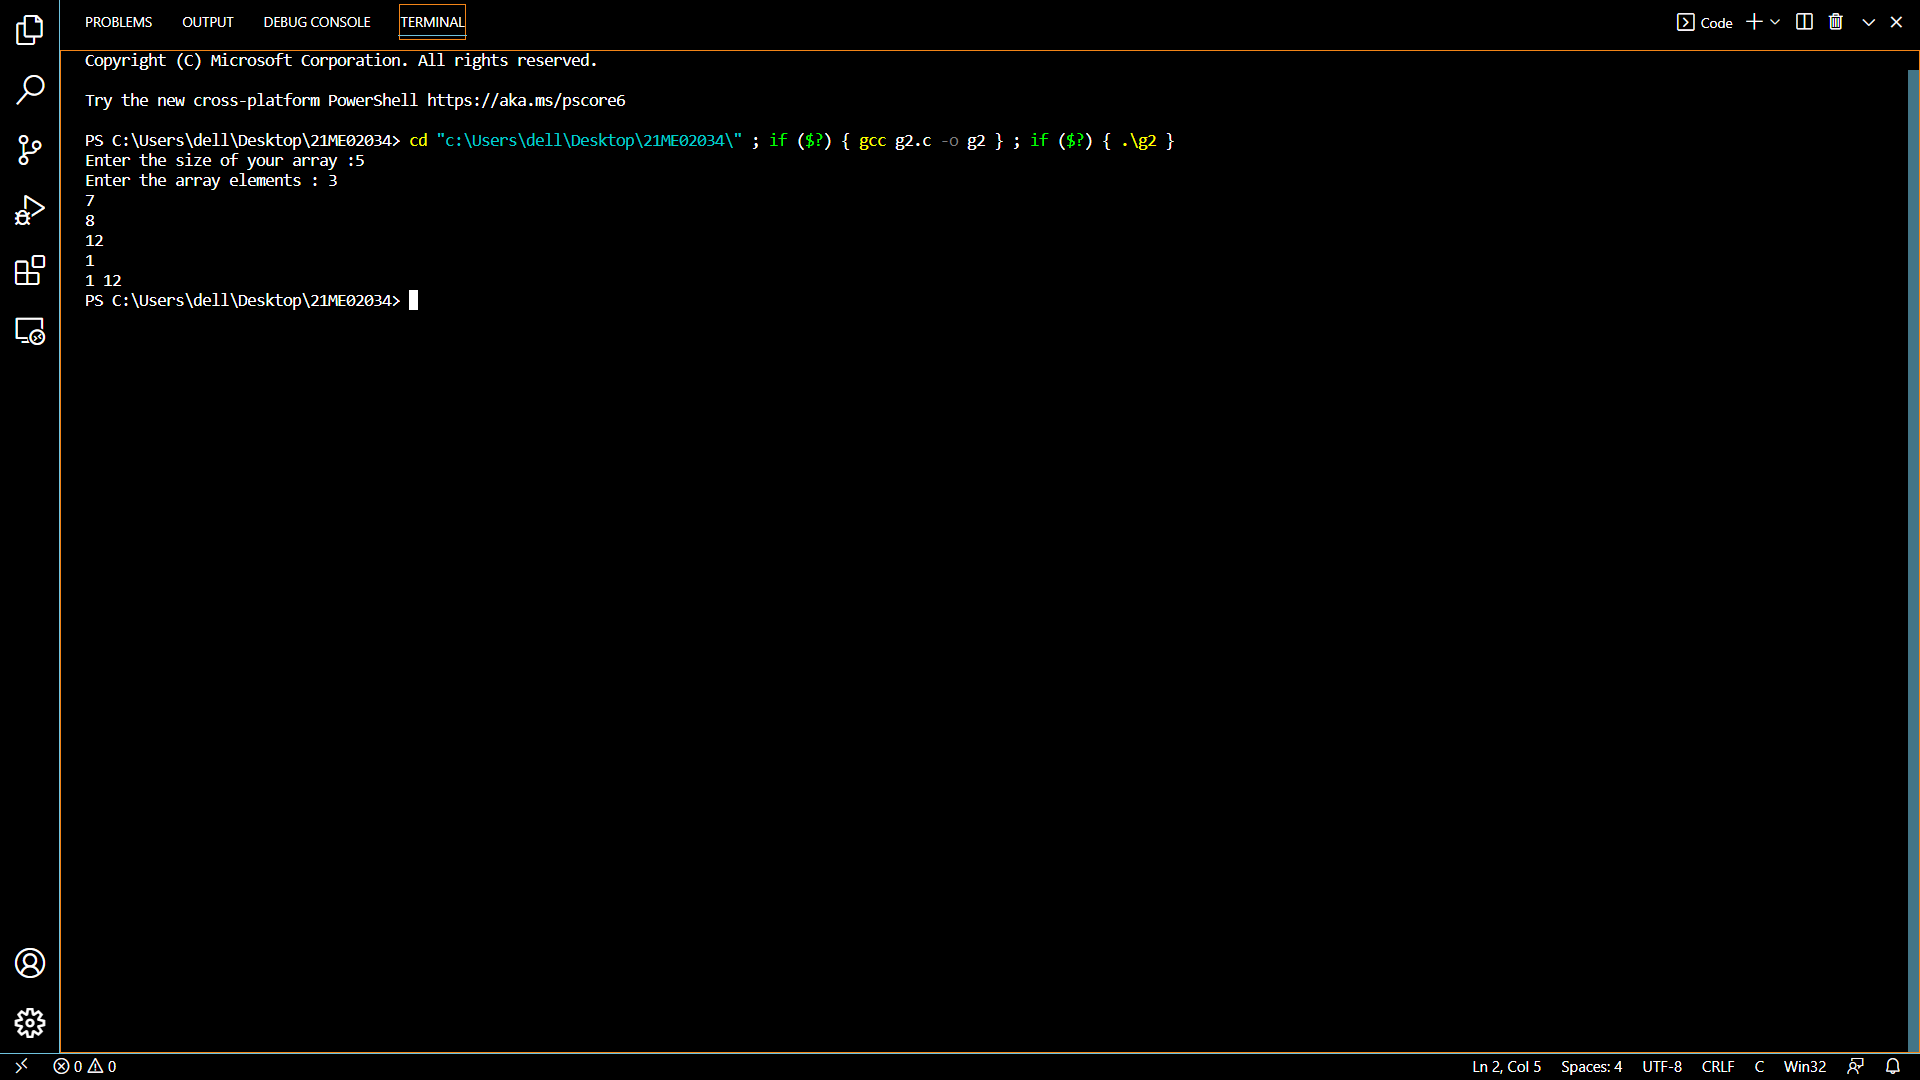 PROBLEMS OUTPUT DEBUG CONSOLE TERMINAL Code
Copyright (C) Microsoft Corporation. All rights reserved.
Try the new cross-platform PowerShell https://aka.ms/pscore6
PS C:\Users\dell\Desktop\21ME02034> cd "c:\Users\dell\Desktop\21ME02034\" ; if ($?) { gcc g2.c -o g2 } ; if ($?) { .\g2 }
Enter the size of your array :5
Enter the array elements : 3
7
8
12
1
1 12
PS C:\Users\dell\Desktop\21ME02034>
0 0 Ln 2, Col 5 Spaces: 4 UTF-8 CRLF C Win32